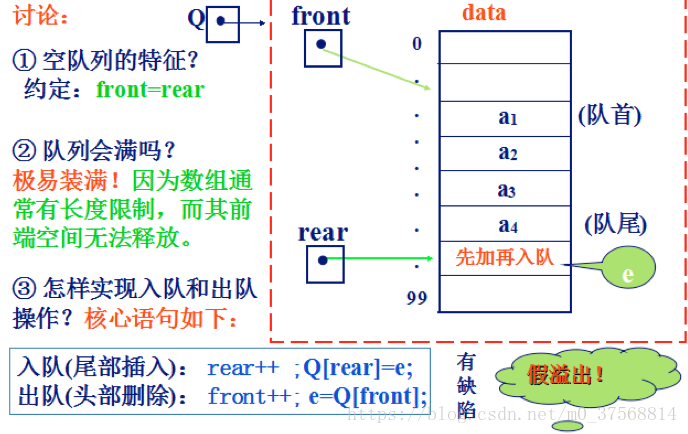 讨论：
Q
front
data
① 空队列的特征？
约定：front=rear
② 队列会满吗？
极易装满！因为数组通
常有长度限制，而其前
端空间无法释放。
③ 怎样实现入队和出队
操作？核心语句如下：
rear
0
.
.
.
.
.
.
99
a1
a2
a3
a4
先加再入队
(队首)
(队尾)
e
入队(尾部插入)： rear++ ;Q[rear]=e;
出队(头部删除)： front++; e=Q[front];
有
缺
陷
假溢出！
https://blog.csdn.net/m0_37568814